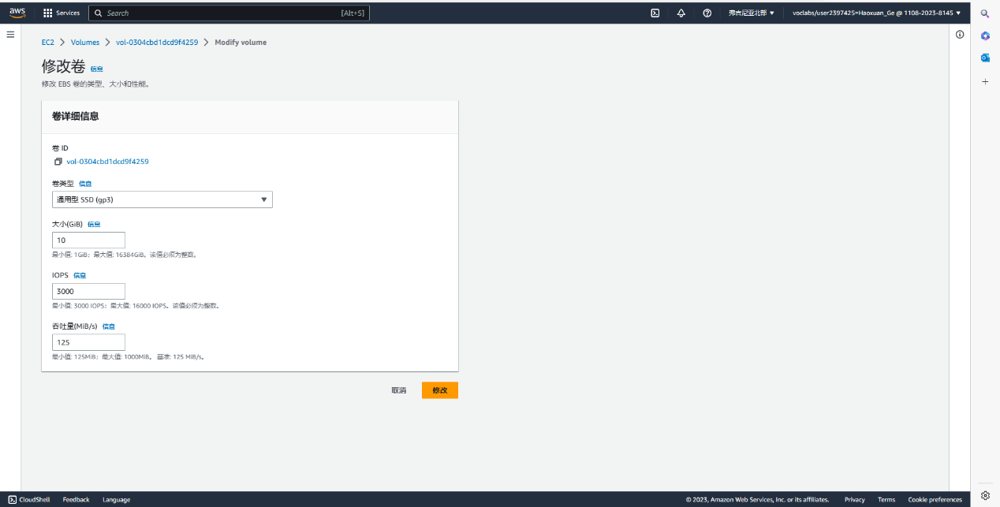 aws Services Search [Alt+S] 弗吉尼亚北部 voclabs/user2397425=Haoxuan_Ge @ 1108-2023-8145
EC2 Volumes vol-0304cbd1dcd9f4259 Modify volume
修改卷 信息
修改 EBS 卷的类型、大小和性能。
卷详细信息
卷 ID
vol-0304cbd1dcd9f4259
卷类型 信息
通用型 SSD (gp3)
大小(GiB) 信息
10
最小值: 1GiB；最大值: 16384GiB。该值必须为整数。
IOPS 信息
3000
最小值: 3000 IOPS；最大值: 16000 IOPS。该值必须为整数。
吞吐量(MiB/s) 信息
125
最小值: 125MiB；最大值: 1000MiB。 基准: 125 MiB/s。
取消 修改
CloudShell Feedback Language © 2023, Amazon Web Services, Inc. or its affiliates. Privacy Terms Cookie preferences